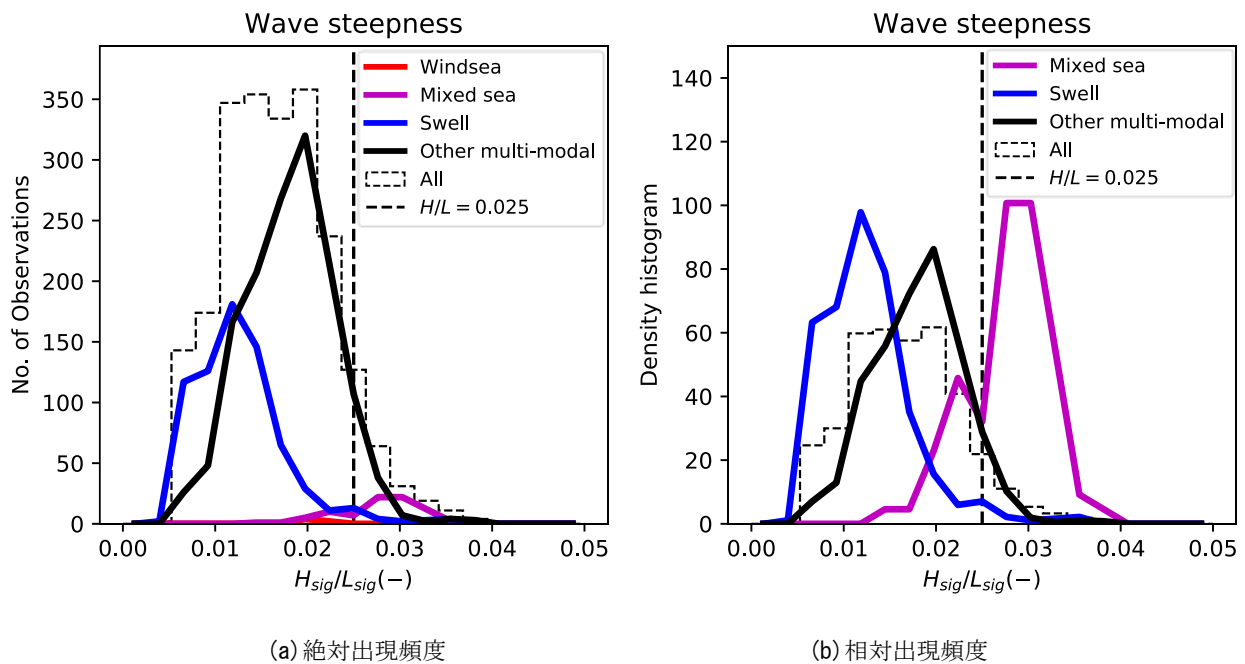 Wave steepness
No. of Observations
350
300
250
200
150
100
50
0
0.00 0.01 0.02 0.03 0.04 0.05
H_sig/L_sig(−)
Windsea
Mixed sea
Swell
Other multi-modal
All
H/L = 0.025
(a)絶対出現頻度
Wave steepness
Density histogram
140
120
100
80
60
40
20
0
0.00 0.01 0.02 0.03 0.04 0.05
H_sig/L_sig(−)
Mixed sea
Swell
Other multi-modal
All
H/L = 0.025
(b)相対出現頻度